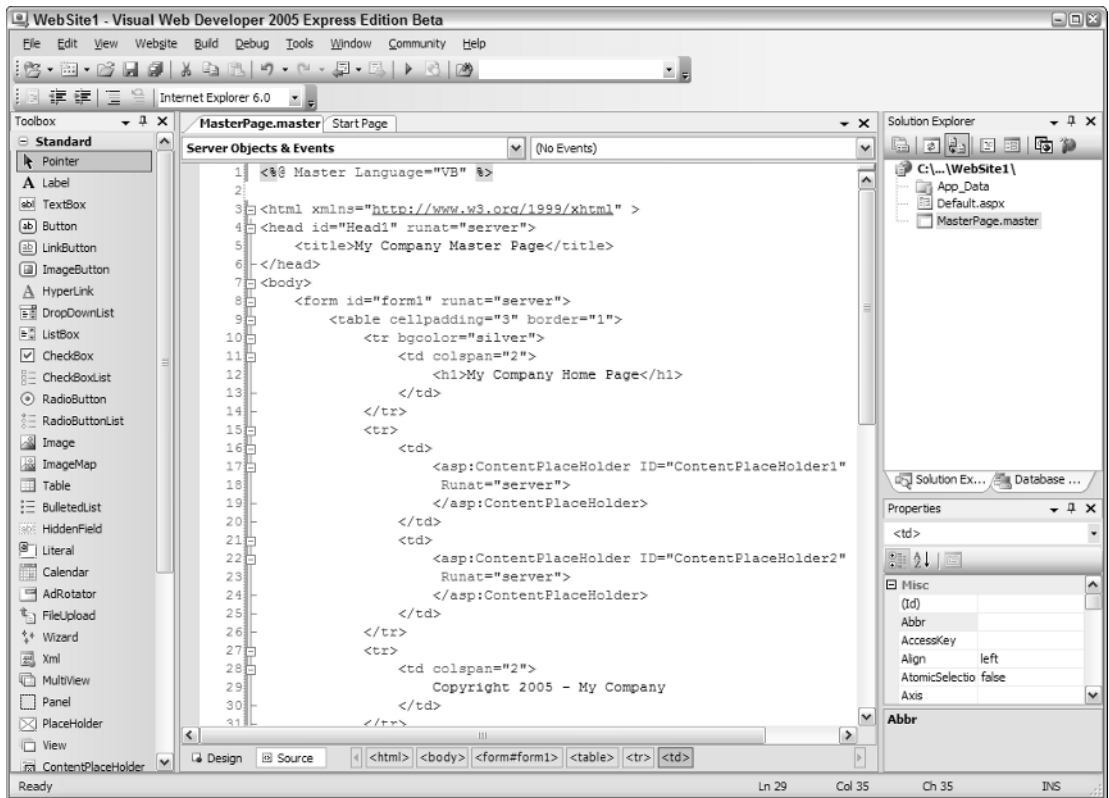 WebSite1 - Visual Web Developer 2005 Express Edition Beta
File Edit View Website Build Debug Tools Window Community Help
Internet Explorer 6.0
Toolbox
Standard
Pointer
A Label
abl TextBox
ab Button
ab LinkButton
ImageButton
A HyperLink
DropDownList
ListBox
CheckBox
CheckBoxList
RadioButton
RadioButtonList
Image
ImageMap
Table
BulletedList
abl HiddenField
Literal
Calendar
AdRotator
FileUpload
Wizard
Xml
MultiView
Panel
PlaceHolder
View
ContentPlaceHolder
MasterPage.master Start Page
Server Objects & Events (No Events)
1 <%@ Master Language="VB" %>
2
3 <html xmlns="http://www.w3.org/1999/xhtml" >
4 <head id="Head1" runat="server">
5 <title>My Company Master Page</title>
6 </head>
7 <body>
8 <form id="form1" runat="server">
9 <table cellpadding="3" border="1">
10 <tr bgcolor="silver">
11 <td colspan="2">
12 <h1>My Company Home Page</h1>
13 </td>
14 </tr>
15 <tr>
16 <td>
17 <asp:ContentPlaceHolder ID="ContentPlaceHolder1"
18 Runat="server">
19 </asp:ContentPlaceHolder>
20 </td>
21 <td>
22 <asp:ContentPlaceHolder ID="ContentPlaceHolder2"
23 Runat="server">
24 </asp:ContentPlaceHolder>
25 </td>
26 </tr>
27 <tr>
28 <td colspan="2">
29 Copyright 2005 - My Company
30 </td>
31 </tr>
Design Source <html> <body> <form#form1> <table> <tr> <td>
Solution Explorer
C:\...\WebSite1\
App_Data
Default.aspx
MasterPage.master
Solution Ex... Database ...
Properties
<td>
Misc
(Id)
Abbr
AccessKey
Align left
AtomicSelectio false
Axis
Abbr
Ready Ln 29 Col 35 Ch 35 INS